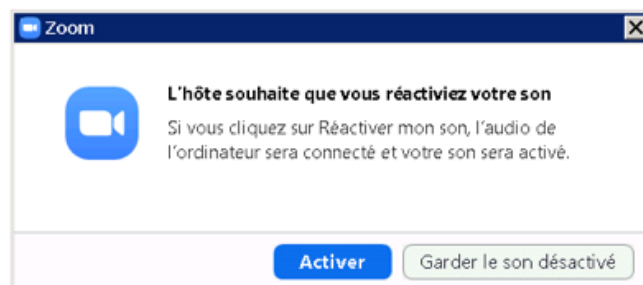 Zoom
L'hôte souhaite que vous réactiviez votre son
Si vous cliquez sur Réactiver mon son, l'audio de
l'ordinateur sera connecté et votre son sera activé.
Activer
Garder le son désactivé